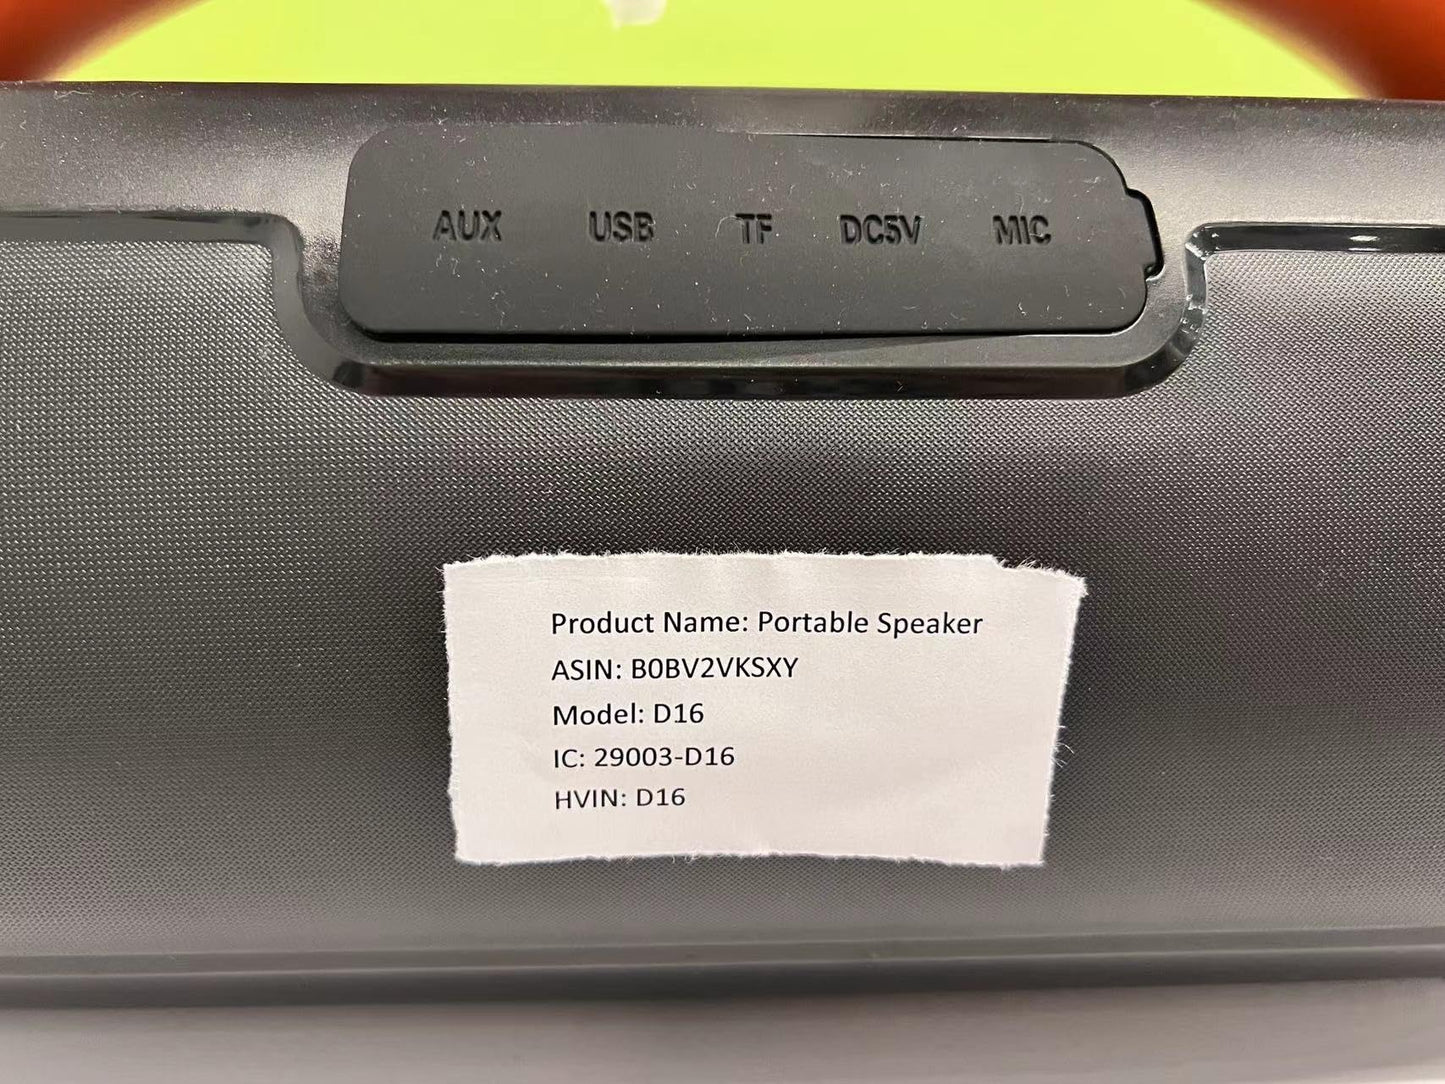 AUX USB TF DC5V MIC
Product Name: Portable Speaker
ASIN: B0BV2VKSXY
Model: D16
IC: 29003-D16
HVIN: D16